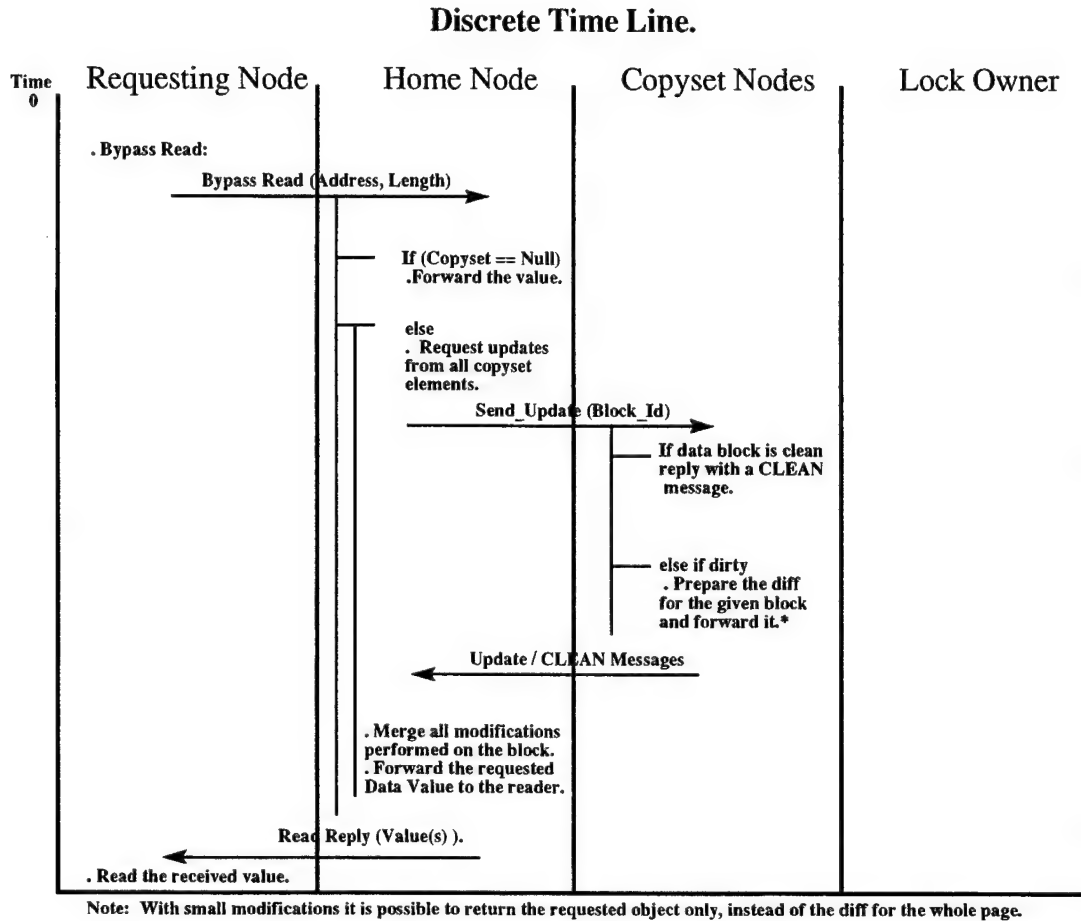 Discrete Time Line.
Time
0
Requesting Node
Home Node
Copyset Nodes
Lock Owner
. Bypass Read:
Bypass Read (Address, Length)
If (Copyset == Null)
.Forward the value.
else
. Request updates
from all copyset
elements.
Send_Update (Block_Id)
If data block is clean
reply with a CLEAN
message.
else if dirty
. Prepare the diff
for the given block
and forward it.*
Update / CLEAN Messages
. Merge all modifications
performed on the block.
. Forward the requested
Data Value to the reader.
Read Reply (Value(s) ).
. Read the received value.
Note: With small modifications it is possible to return the requested object only, instead of the diff for the whole page.